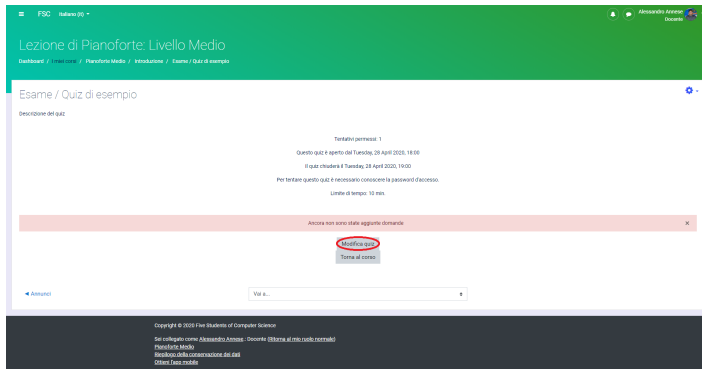 FSC Italiano (it)
Alessandro Annese
Docente
Lezione di Pianoforte: Livello Medio
Dashboard / I miei corsi / Pianoforte Medio / Introduzione / Esame / Quiz di esempio
Esame / Quiz di esempio
Descrizione del quiz
Tentativi permessi: 1
Questo quiz è aperto dal Tuesday, 28 April 2020, 18:00
Il quiz chiuderà il Tuesday, 28 April 2020, 19:00
Per tentare questo quiz è necessario conoscere la password d'accesso.
Limite di tempo: 10 min.
Ancora non sono state aggiunte domande ×
Modifica quiz
Torna al corso
◄ Annunci Vai a...
Copyright © 2020 Five Students of Computer Science
Sei collegato come Alessandro Annese.: Docente (Ritorna al mio ruolo normale)
Pianoforte Medio
Riepilogo della conservazione dei dati
Ottieni l'app mobile